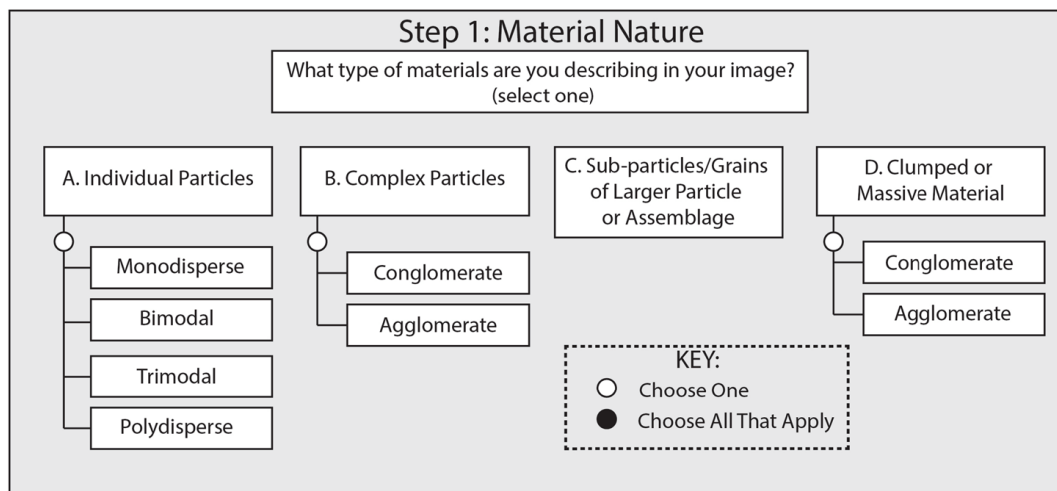 Step 1: Material Nature
What type of materials are you describing in your image?
(select one)
A. Individual Particles
Monodisperse
Bimodal
Trimodal
Polydisperse
B. Complex Particles
Conglomerate
Agglomerate
C. Sub-particles/Grains
of Larger Particle
or Assemblage
D. Clumped or
Massive Material
Conglomerate
Agglomerate
KEY:
Choose One
Choose All That Apply